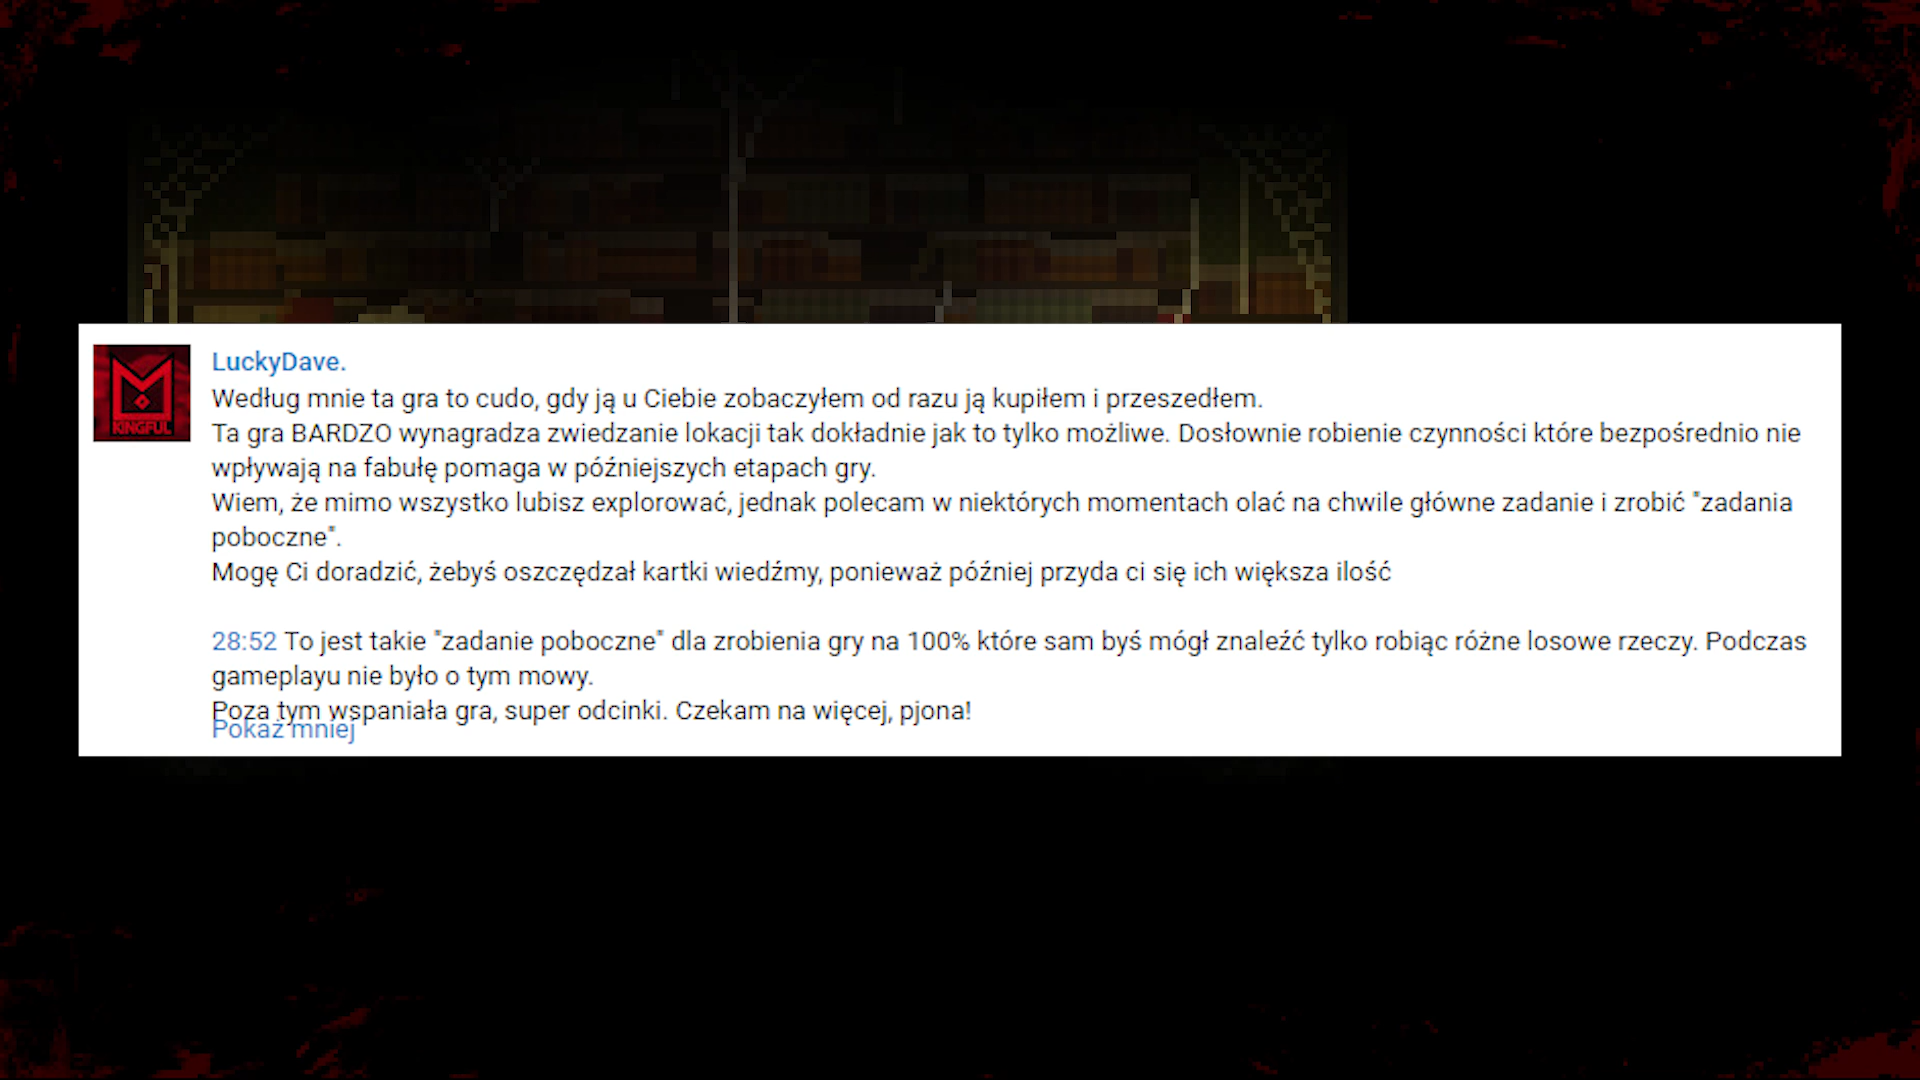 KINGFUL
LuckyDave.
Według mnie ta gra to cudo, gdy ją u Ciebie zobaczyłem od razu ją kupiłem i przeszedłem.
Ta gra BARDZO wynagradza zwiedzanie lokacji tak dokładnie jak to tylko możliwe. Dosłownie robienie czynności które bezpośrednio nie
wpływają na fabułę pomaga w późniejszych etapach gry.
Wiem, że mimo wszystko lubisz explorować, jednak polecam w niektórych momentach olać na chwile główne zadanie i zrobić "zadania
poboczne".
Mogę Ci doradzić, żebyś oszczędzał kartki wiedźmy, ponieważ później przyda ci się ich większa ilość
28:52 To jest takie "zadanie poboczne" dla zrobienia gry na 100% które sam byś mógł znaleźć tylko robiąc różne losowe rzeczy. Podczas
gameplayu nie było o tym mowy.
Poza tym wspaniała gra, super odcinki. Czekam na więcej, pjona!
Pokaż mniej